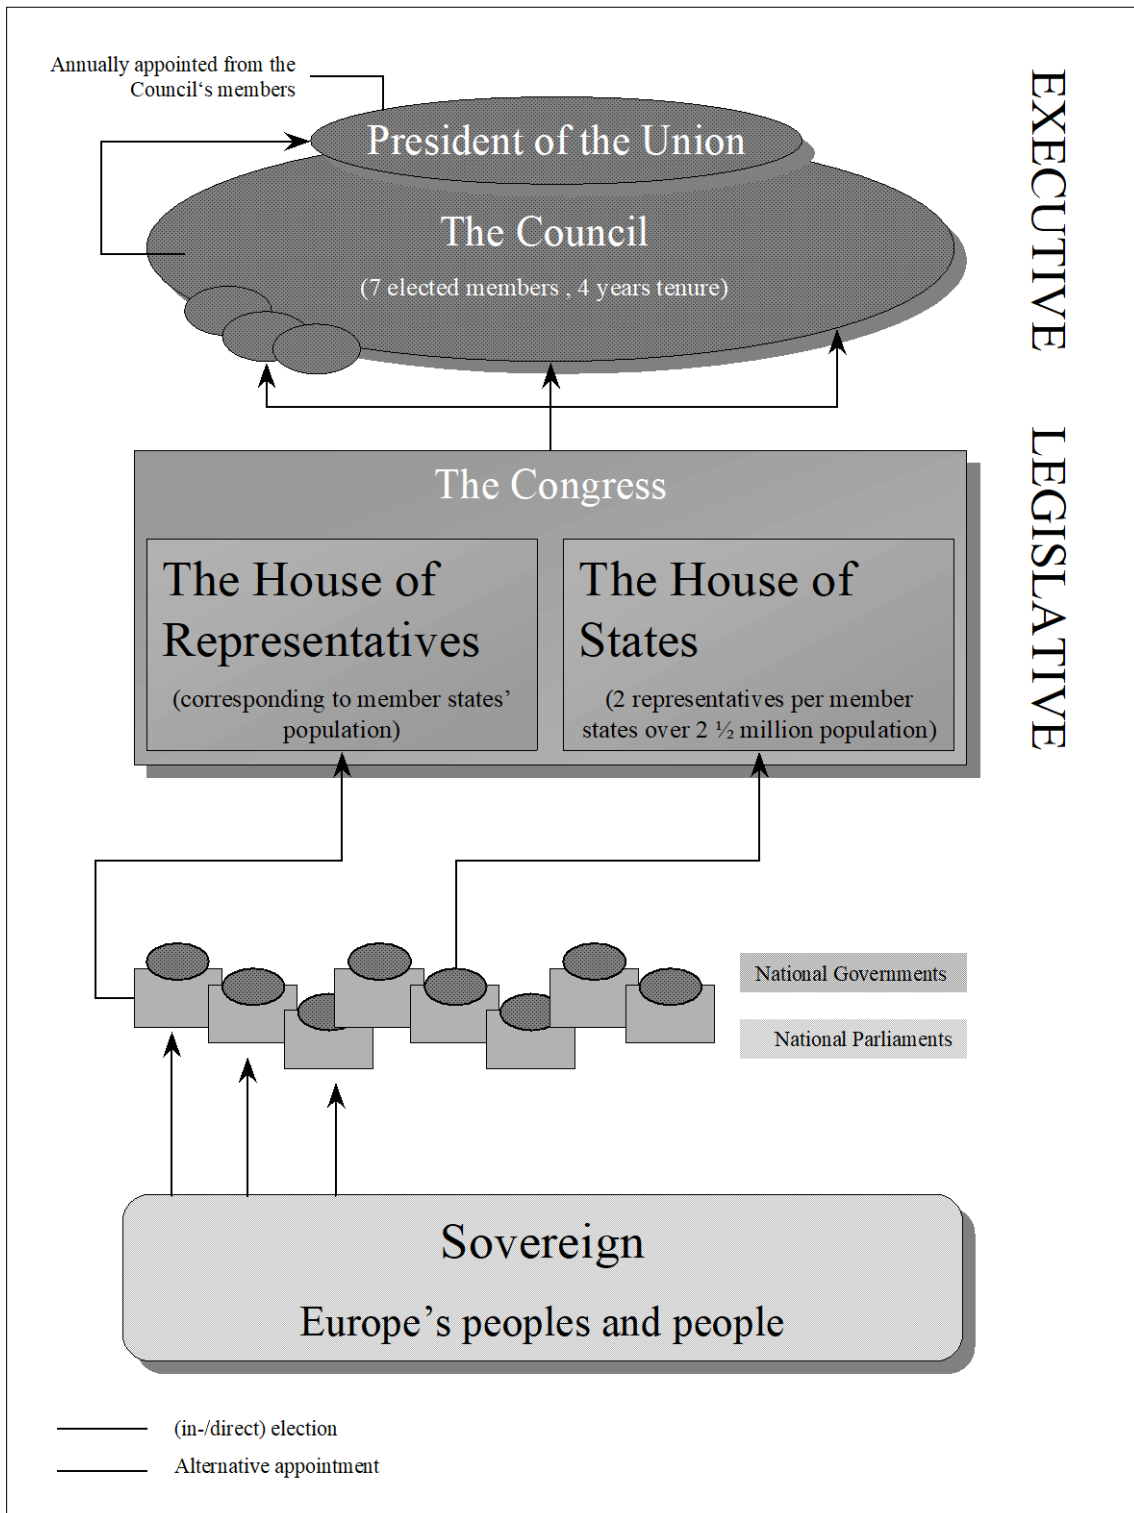 Annually appointed from the
Council‘s members
President of the Union
The Council
(7 elected members , 4 years tenure)
EXECUTIVE
LEGISLATIVE
The Congress
The House of
Representatives
(corresponding to member states’
population)
The House of
States
(2 representatives per member
states over 2 ½ million population)
National Governments
National Parliaments
Sovereign
Europe’s peoples and people
(in-/direct) election
Alternative appointment